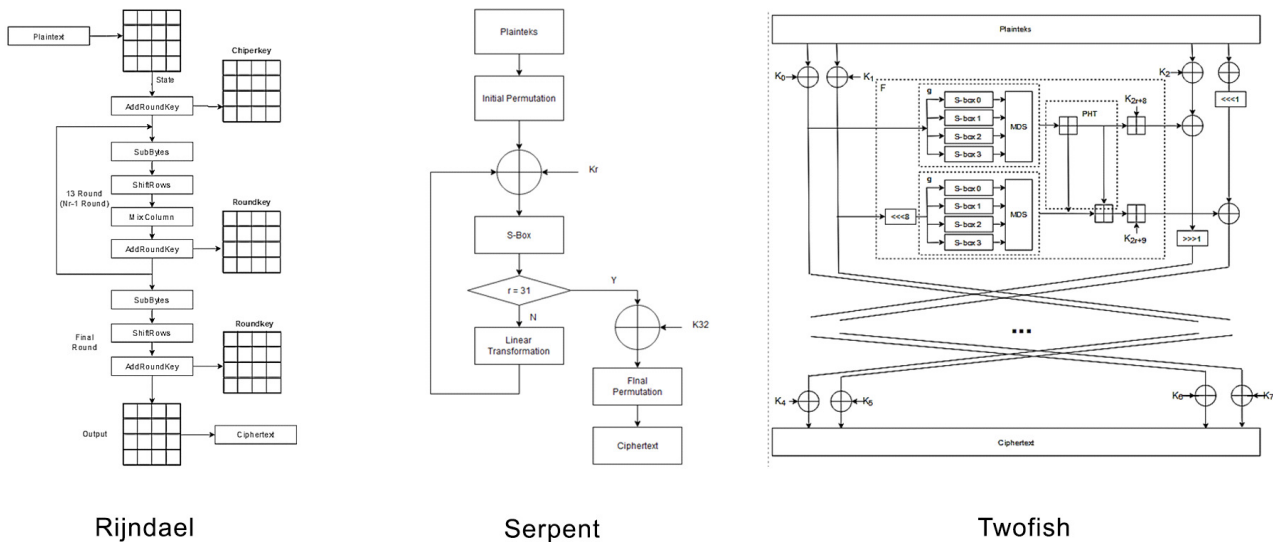 Plaintext
State
Chiperkey
AddRoundKey
SubBytes
ShiftRows
13 Round
(Nr-1 Round)
MixColumn
Roundkey
AddRoundKey
SubBytes
ShiftRows
Final
Round
Roundkey
AddRoundKey
Output
Ciphertext
Rijndael
Plainteks
Initial Permutation
Kr
S-Box
r = 31
Y
N
K32
Linear
Transformation
FInal
Permutation
Ciphertext
Serpent
Plainteks
K0
K1
K2
<<<1
F
g
S-box 0
S-box 1
S-box 2
S-box 3
MDS
PHT
K2r+8
g
<<<8
S-box 0
S-box 1
S-box 2
S-box 3
MDS
K2r+9
>>>1
...
K4
K5
K6
K7
Ciphertext
Twofish